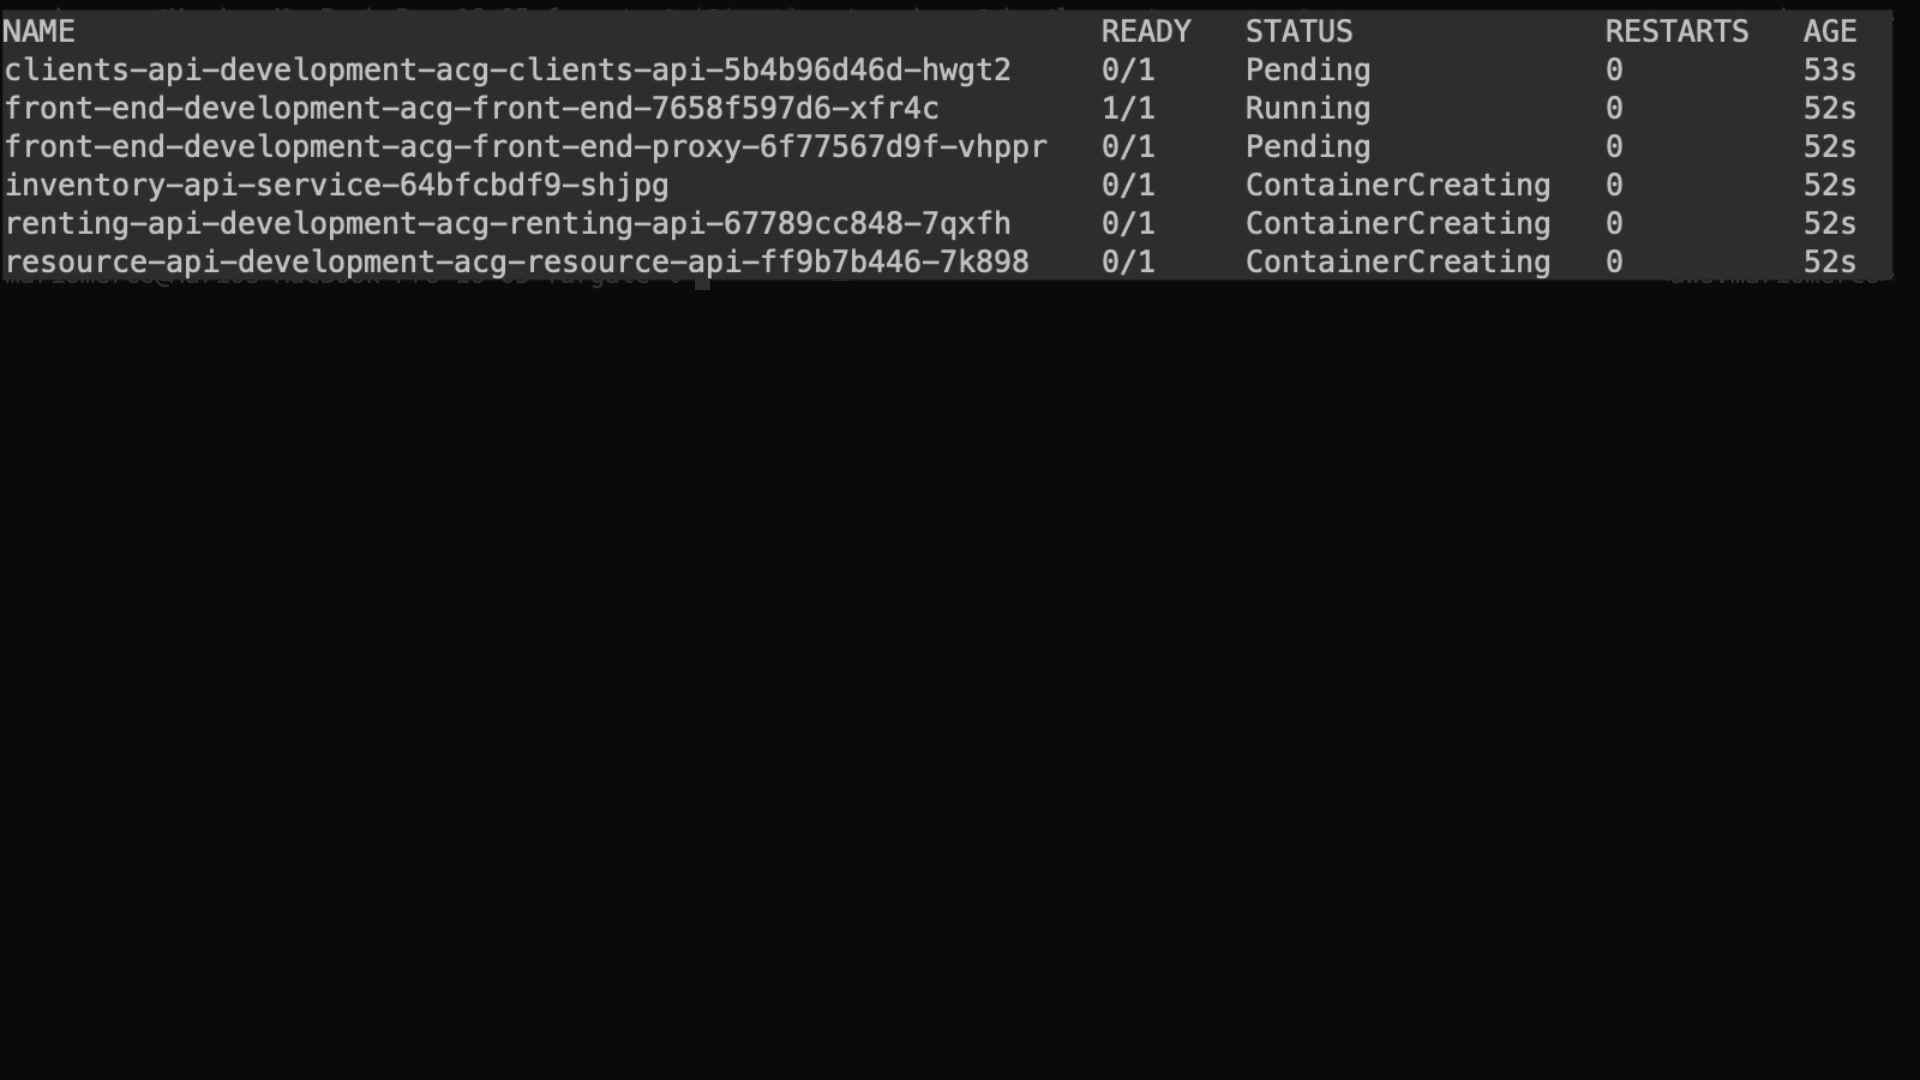 NAME READY STATUS RESTARTS AGE
clients-api-development-acg-clients-api-5b4b96d46d-hwgt2 0/1 Pending 0 53s
front-end-development-acg-front-end-7658f597d6-xfr4c 1/1 Running 0 52s
front-end-development-acg-front-end-proxy-6f77567d9f-vhppr 0/1 Pending 0 52s
inventory-api-service-64bfcbdf9-shjpg 0/1 ContainerCreating 0 52s
renting-api-development-acg-renting-api-67789cc848-7qxfh 0/1 ContainerCreating 0 52s
resource-api-development-acg-resource-api-ff9b7b446-7k898 0/1 ContainerCreating 0 52s